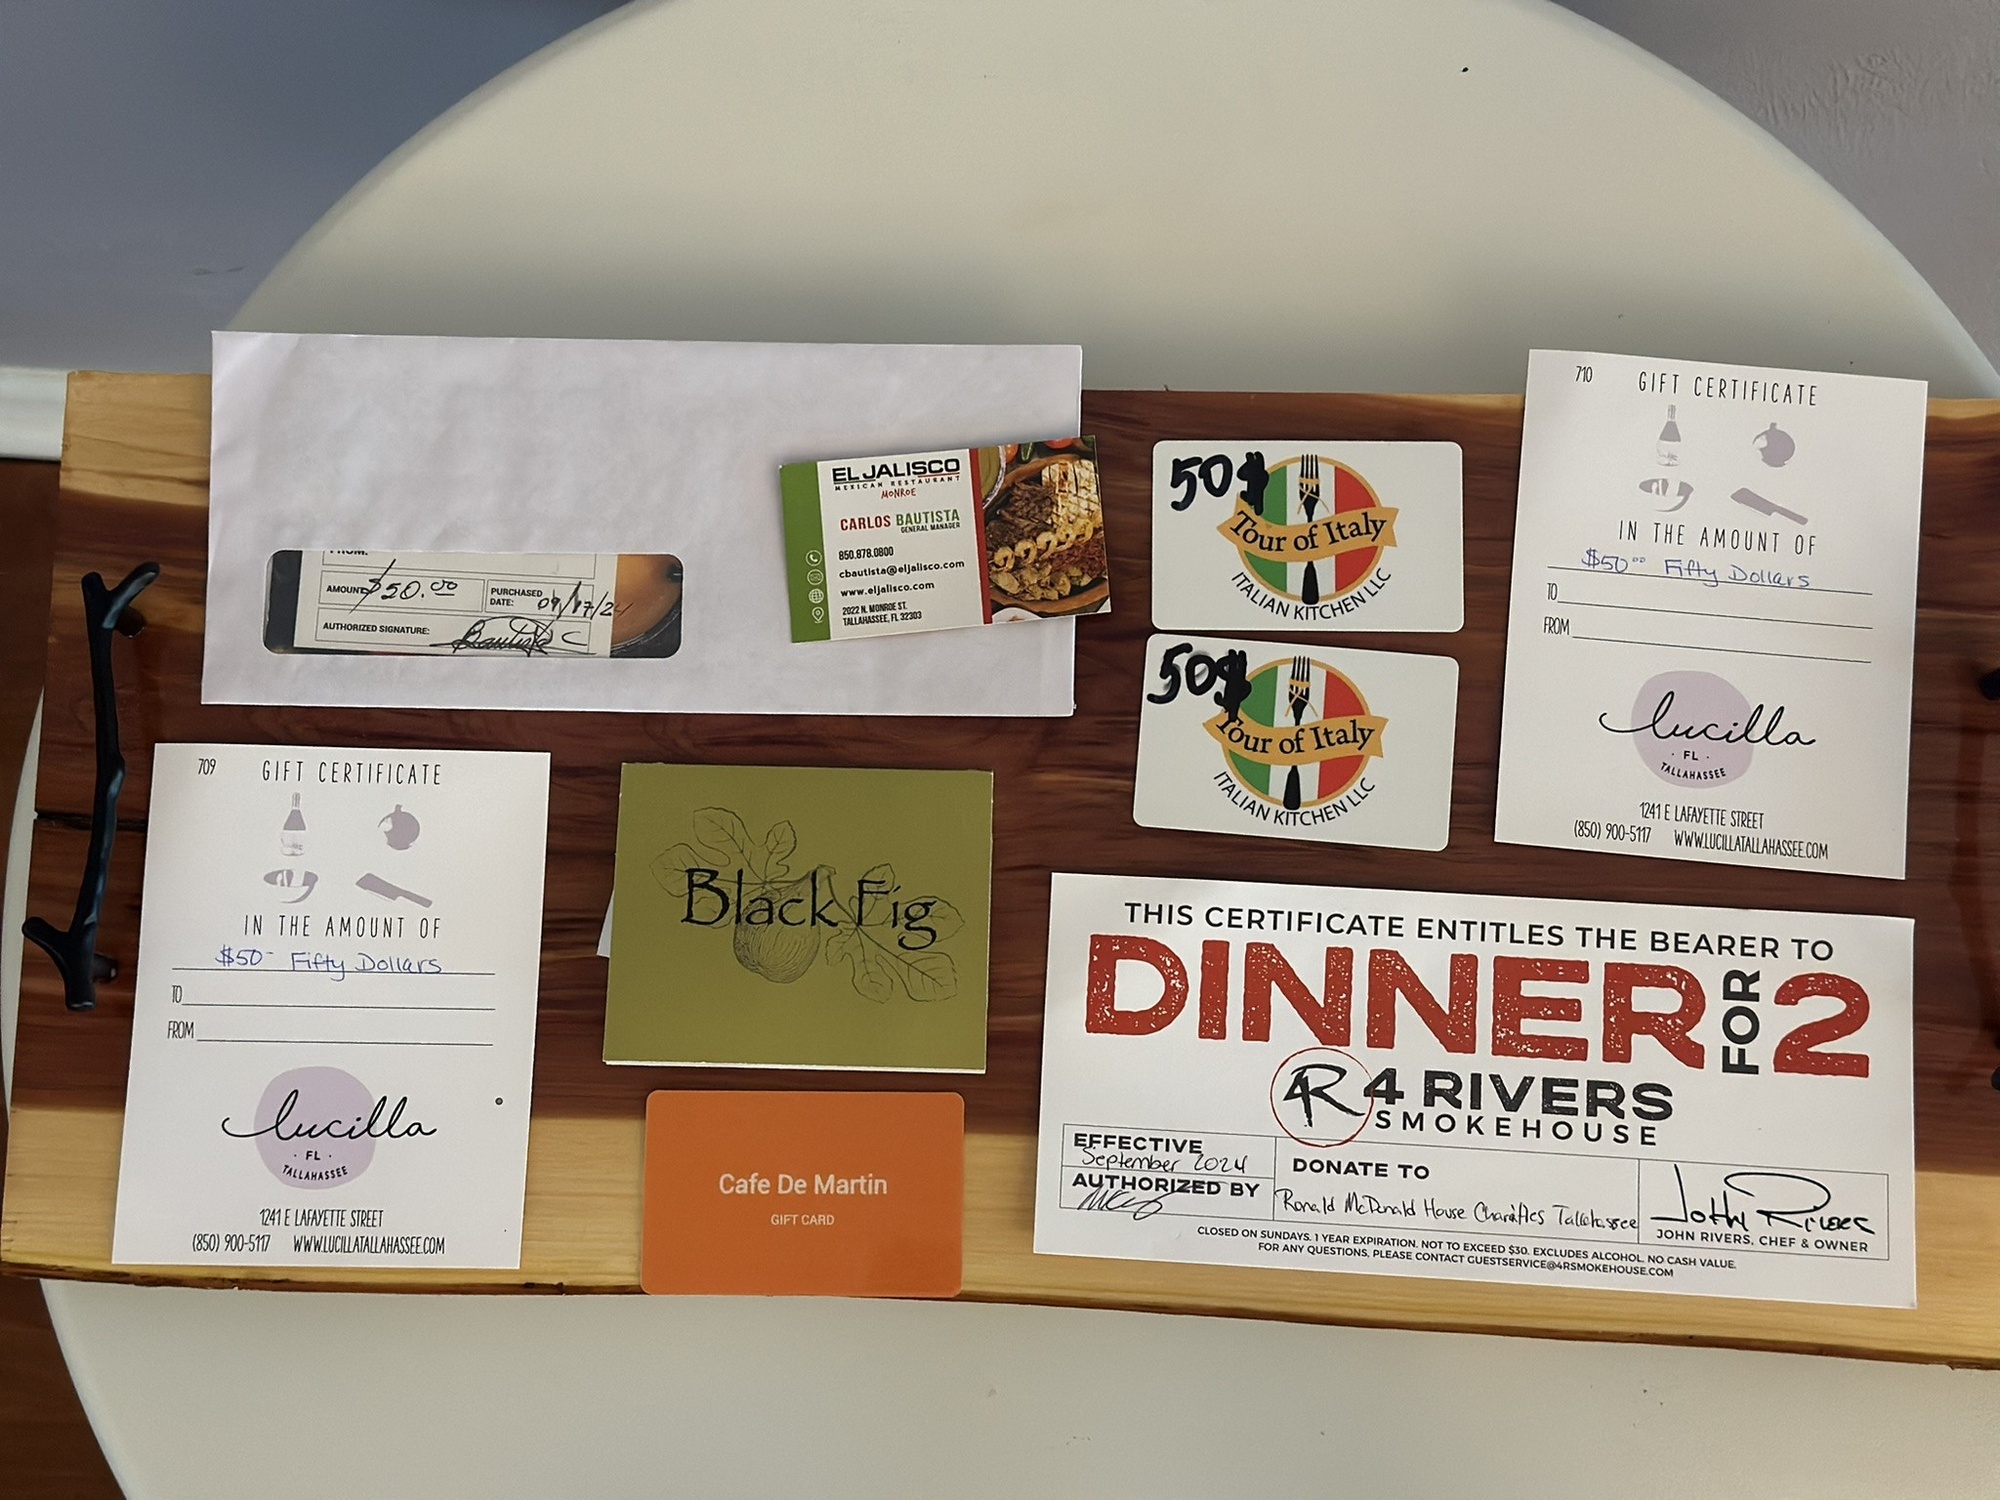 FROM:
AMOUNT $50.00
PURCHASED DATE: 09/17/24
AUTHORIZED SIGNATURE:
EL JALISCO
MEXICAN RESTAURANT
MONROE
CARLOS BAUTISTA
GENERAL MANAGER
850.878.0800
cbautista@eljalisco.com
www.eljalisco.com
2022 N. MONROE ST.
TALLAHASSEE, FL 32303
50$
Tour of Italy
ITALIAN KITCHEN LLC
50$
Tour of Italy
ITALIAN KITCHEN LLC
710
GIFT CERTIFICATE
IN THE AMOUNT OF
$50.00 Fifty Dollars
TO
FROM
lucilla
· FL ·
TALLAHASSEE
1241 E LAFAYETTE STREET
(850) 900-5117 WWW.LUCILLATALLAHASSEE.COM
709
GIFT CERTIFICATE
IN THE AMOUNT OF
$50- Fifty Dollars
TO
FROM
lucilla
· FL ·
TALLAHASSEE
1241 E LAFAYETTE STREET
(850) 900-5117 WWW.LUCILLATALLAHASSEE.COM
Black Fig
Cafe De Martin
GIFT CARD
THIS CERTIFICATE ENTITLES THE BEARER TO
DINNER FOR 2
4R 4 RIVERS
SMOKEHOUSE
EFFECTIVE
September 2024
AUTHORIZED BY
DONATE TO
Ronald McDonald House Charities Tallahassee
John Rivers
JOHN RIVERS, CHEF & OWNER
CLOSED ON SUNDAYS. 1 YEAR EXPIRATION. NOT TO EXCEED $30. EXCLUDES ALCOHOL. NO CASH VALUE.
FOR ANY QUESTIONS, PLEASE CONTACT GUESTSERVICE@4RSMOKEHOUSE.COM